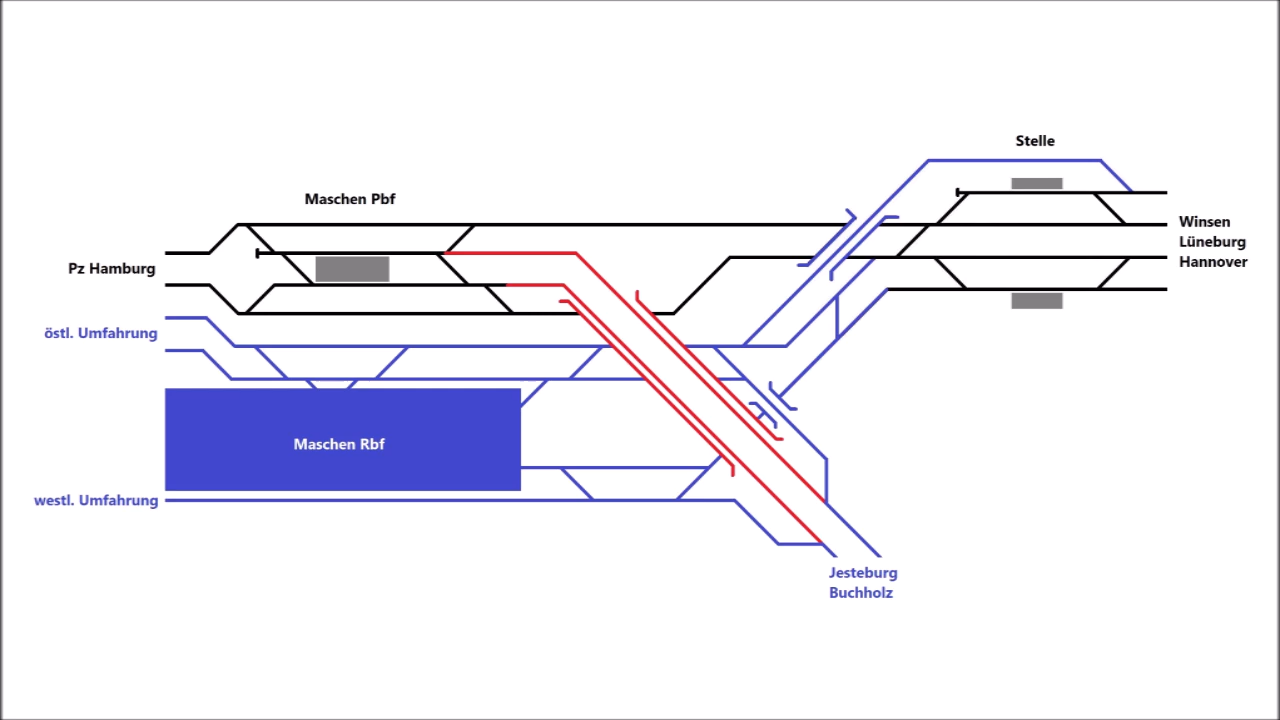 Stelle
Maschen Pbf
Winsen
Lüneburg
Hannover
Pz Hamburg
östl. Umfahrung
Maschen Rbf
westl. Umfahrung
Jesteburg
Buchholz